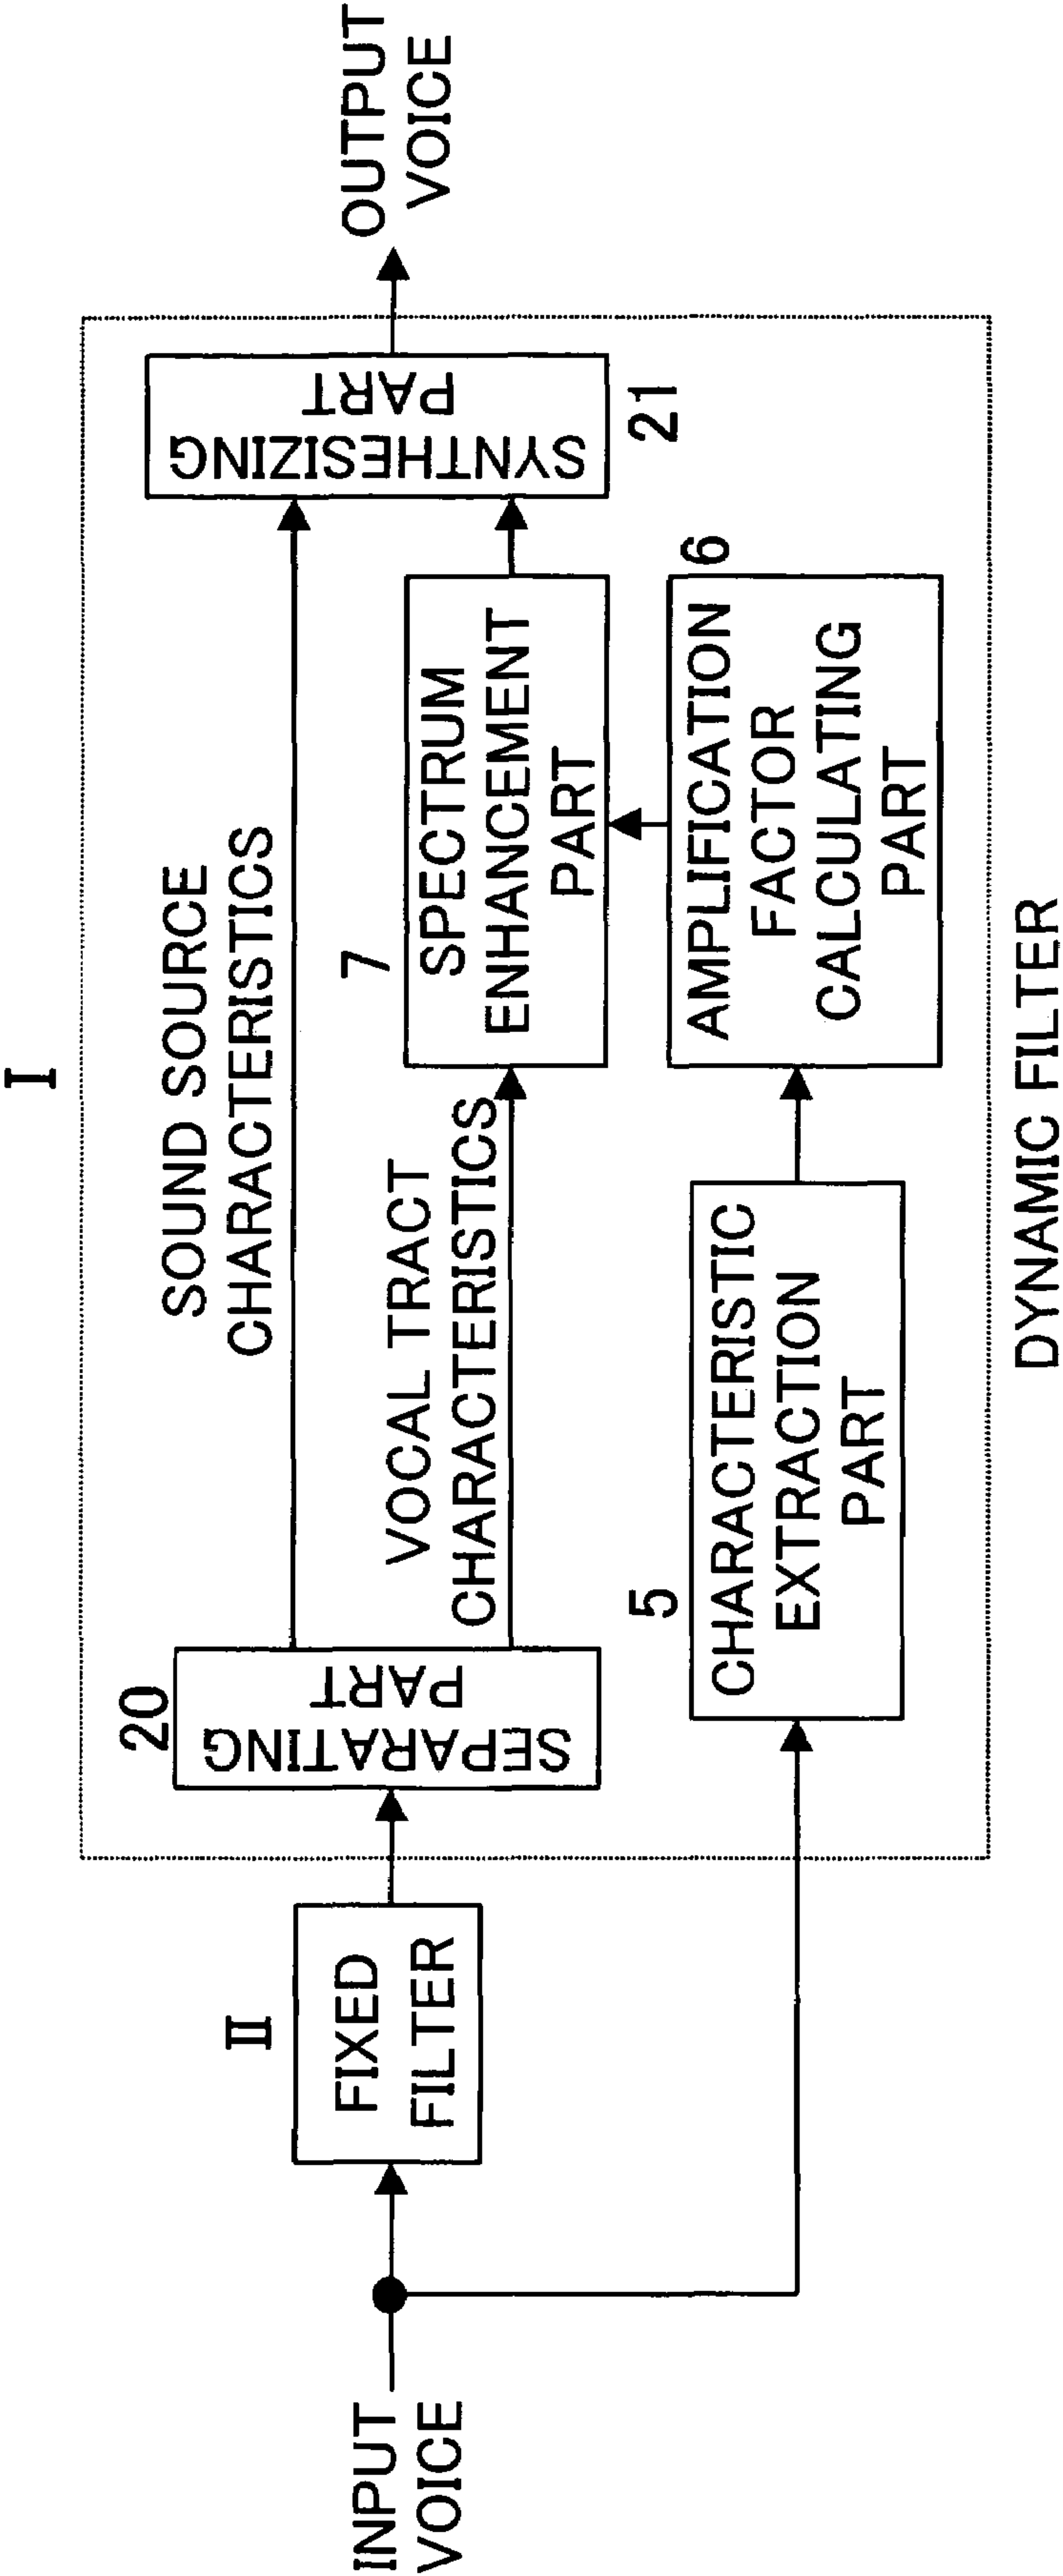 I
INPUT
VOICE
II
FIXED
FILTER
20
SEPARATING
PART
SOUND SOURCE
CHARACTERISTICS
VOCAL TRACT
CHARACTERISTICS
7
SPECTRUM
ENHANCEMENT
PART
SYNTHESIZING
PART
21
OUTPUT
VOICE
5
CHARACTERISTIC
EXTRACTION
PART
6
AMPLIFICATION
FACTOR
CALCULATING
PART
DYNAMIC FILTER